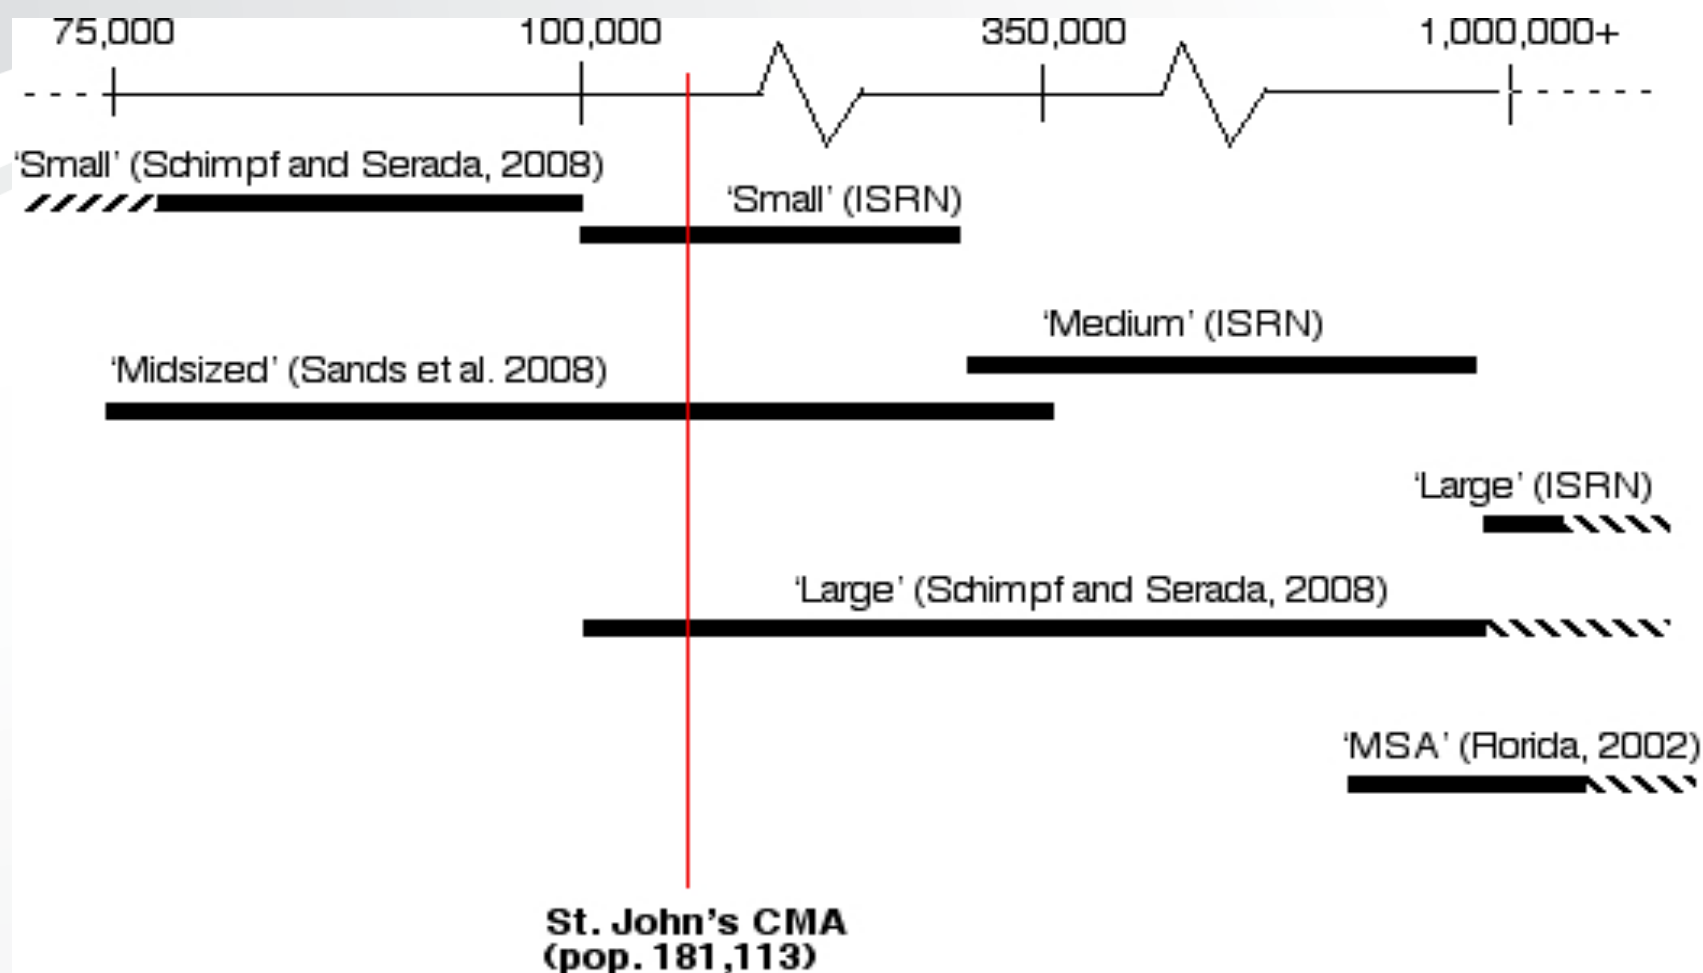 75,000 100,000 350,000 1,000,000+
‘Small’ (Schimpf and Serada, 2008)
‘Small’ (ISRN)
‘Medium’ (ISRN)
‘Midsized’ (Sands et al. 2008)
‘Large’ (ISRN)
‘Large’ (Schimpf and Serada, 2008)
‘MSA’ (Florida, 2002)
St. John’s CMA
(pop. 181,113)